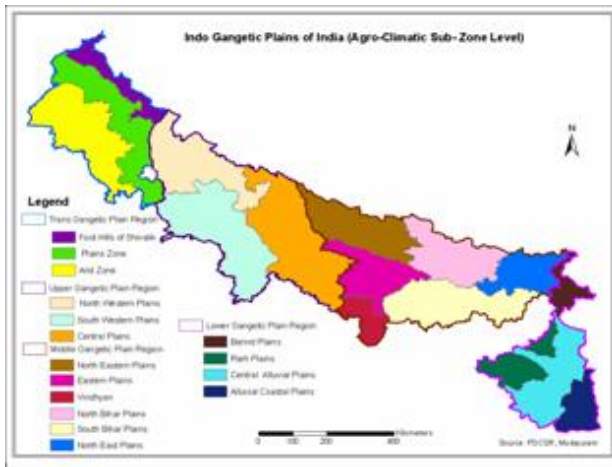 Indo Gangetic Plains of India (Agro-Climatic Sub-Zone Level)
N
Legend
Trans Gangetic Plain Region
Foot Hills of Shivalik
Plains Zone
Arid Zone
Upper Gangetic Plain Region
North Western Plains
South Western Plains
Central Plains
Middle Gangetic Plain Region
North Eastern Plains
Eastern Plains
Vindhyan
North Bihar Plains
South Bihar Plains
North East Plains
Lower Gangetic Plain Region
Barind Plains
Rarh Plains
Central Alluvial Plains
Alluvial Coastal Plains
Kilometers
0
Source: PDCSR, Modipuram